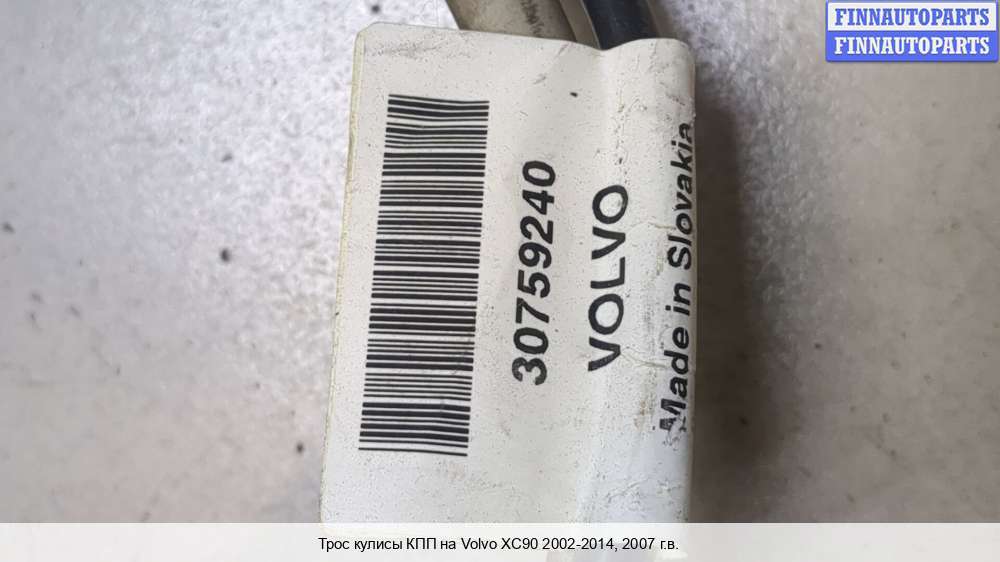 FINNAUTOPARTS
FINNAUTOPARTS
30759240
VOLVO
Made in Slovakia
Трос кулисы КПП на Volvo XC90 2002-2014, 2007 г.в.